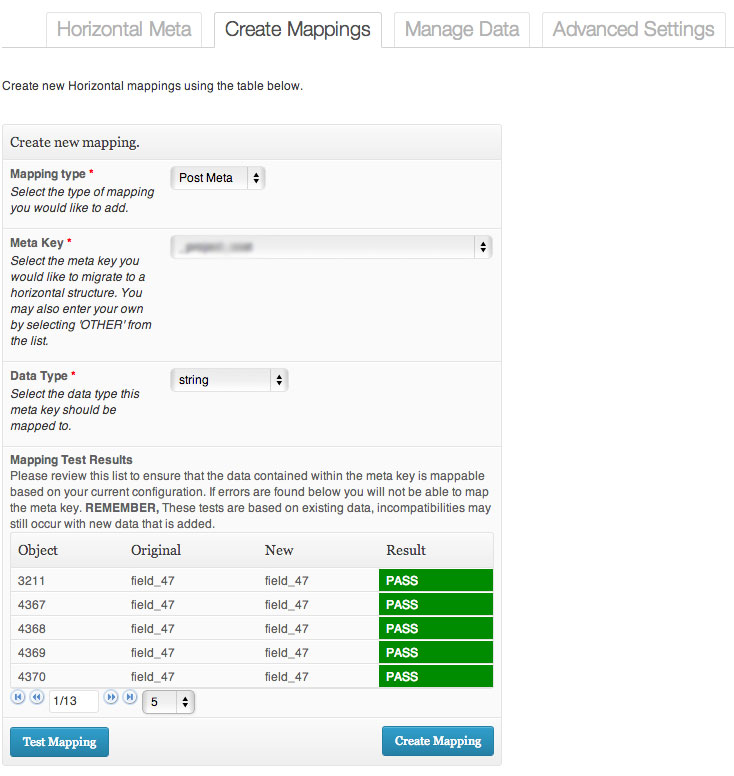 Horizontal Meta Create Mappings Manage Data Advanced Settings
Create new Horizontal mappings using the table below.
Create new mapping.
Mapping type * Post Meta
Select the type of mapping
you would like to add.
Meta Key *
Select the meta key you
would like to migrate to a
horizontal structure. You
may also enter your own
by selecting 'OTHER' from
the list.
Data Type * string
Select the data type this
meta key should be
mapped to.
Mapping Test Results
Please review this list to ensure that the data contained within the meta key is mappable
based on your current configuration. If errors are found below you will not be able to map
the meta key. REMEMBER, These tests are based on existing data, incompatibilities may
still occur with new data that is added.
Object Original New Result
3211 field_47 field_47 PASS
4367 field_47 field_47 PASS
4368 field_47 field_47 PASS
4369 field_47 field_47 PASS
4370 field_47 field_47 PASS
1/13 5
Test Mapping Create Mapping